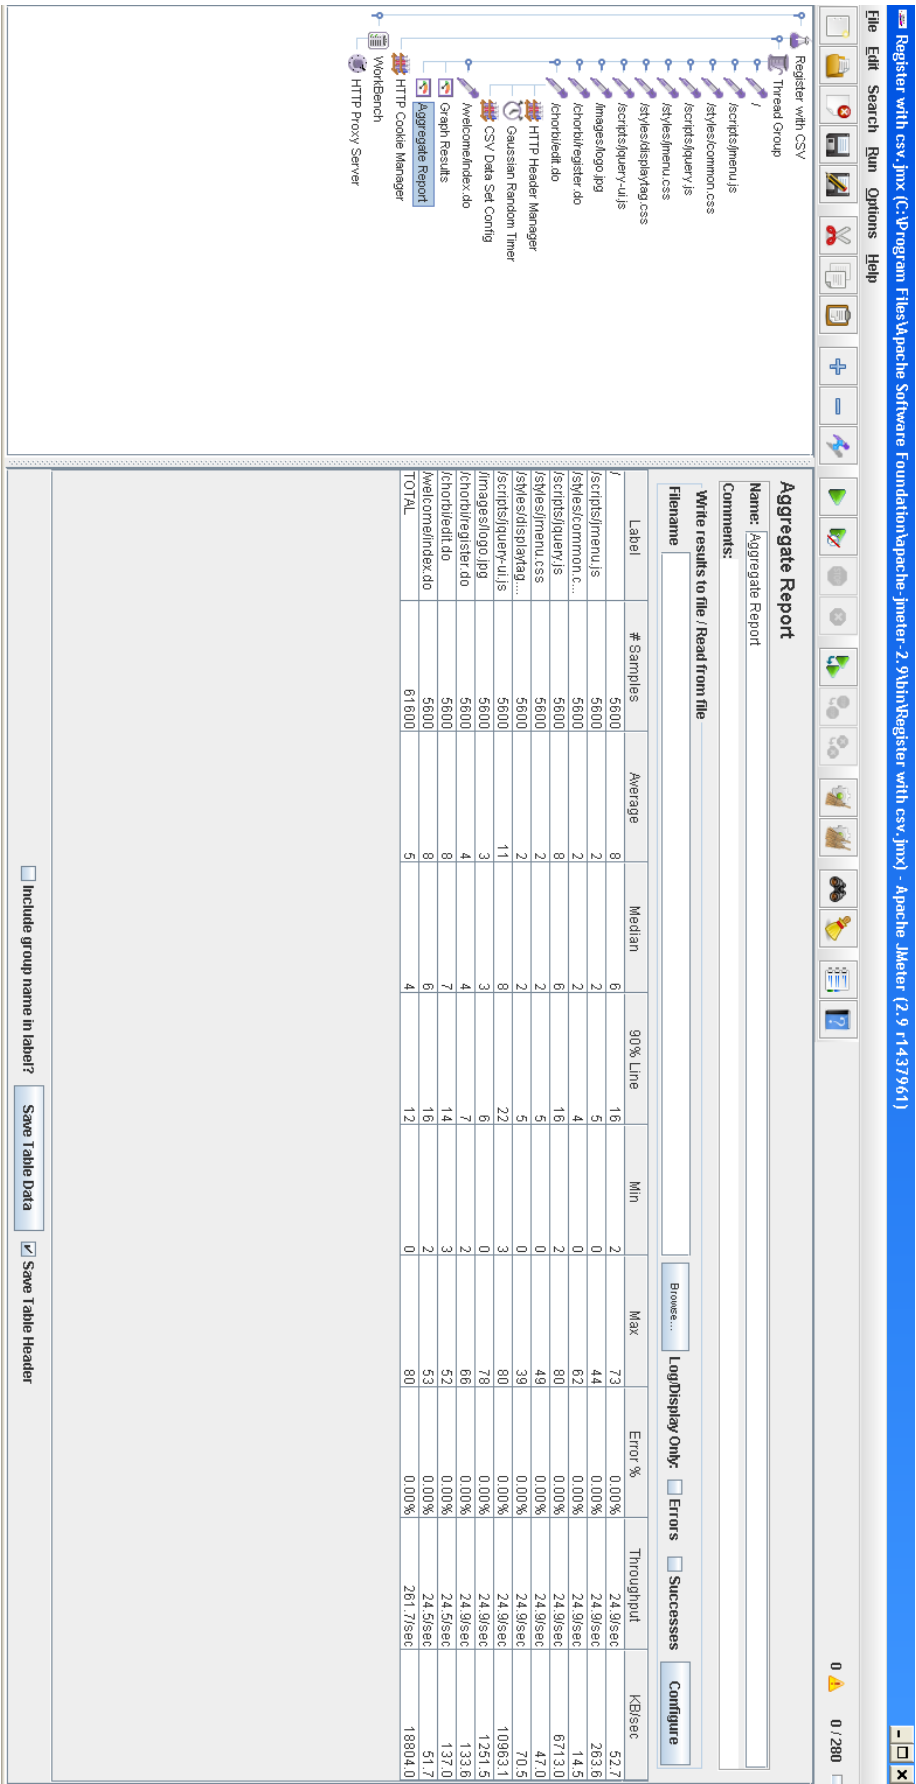 Register with csv.jmx (C:\Program Files\Apache Software Foundation\apache-jmeter-2.9\bin\Register with csv.jmx) - Apache JMeter (2.9 r1437961)
File Edit Search Run Options Help
0 0 / 280
Register with CSV
Thread Group
/
/scripts/jmenu.js
/styles/common.css
/scripts/jquery.js
/styles/jmenu.css
/styles/displaytag.css
/scripts/jquery-ui.js
/images/logo.jpg
/chorbi/register.do
/chorbi/edit.do
HTTP Header Manager
Gaussian Random Timer
CSV Data Set Config
/welcome/index.do
Graph Results
Aggregate Report
HTTP Cookie Manager
WorkBench
HTTP Proxy Server
Aggregate Report
Name: Aggregate Report
Comments:
Write results to file / Read from file
Filename Browse... Log/Display Only: Errors Successes Configure
Label # Samples Average Median 90% Line Min Max Error % Throughput KB/sec
/ 5600 8 6 16 2 73 0.00% 24.9/sec 52.7
/scripts/jmenu.js 5600 2 2 5 0 44 0.00% 24.9/sec 263.6
/styles/common.c... 5600 2 2 4 0 62 0.00% 24.9/sec 14.5
/scripts/jquery.js 5600 8 6 16 2 80 0.00% 24.9/sec 6713.0
/styles/jmenu.css 5600 2 2 5 0 49 0.00% 24.9/sec 47.0
/styles/displaytag.... 5600 2 2 5 0 39 0.00% 24.9/sec 70.5
/scripts/jquery-ui.js 5600 11 8 22 3 80 0.00% 24.9/sec 10963.1
/images/logo.jpg 5600 3 3 6 0 78 0.00% 24.9/sec 1251.5
/chorbi/register.do 5600 4 4 7 2 66 0.00% 24.9/sec 133.6
/chorbi/edit.do 5600 8 7 14 3 52 0.00% 24.5/sec 137.0
/welcome/index.do 5600 8 6 16 2 53 0.00% 24.5/sec 51.7
TOTAL 61600 5 4 12 0 80 0.00% 261.7/sec 18804.0
Include group name in label? Save Table Data Save Table Header